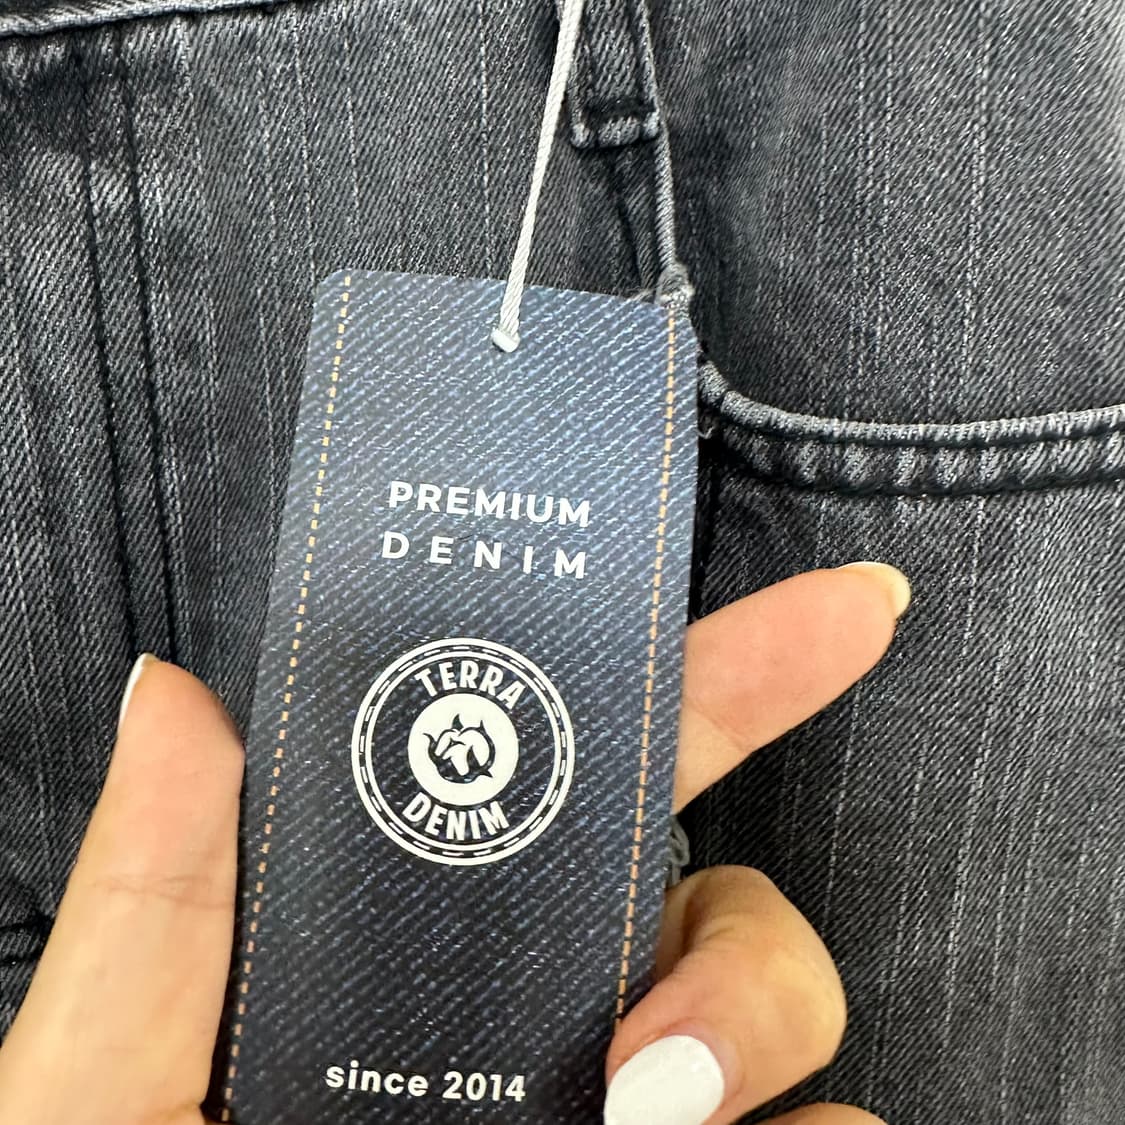 PREMIUM
DENIM
TERRA
DENIM
since 2014